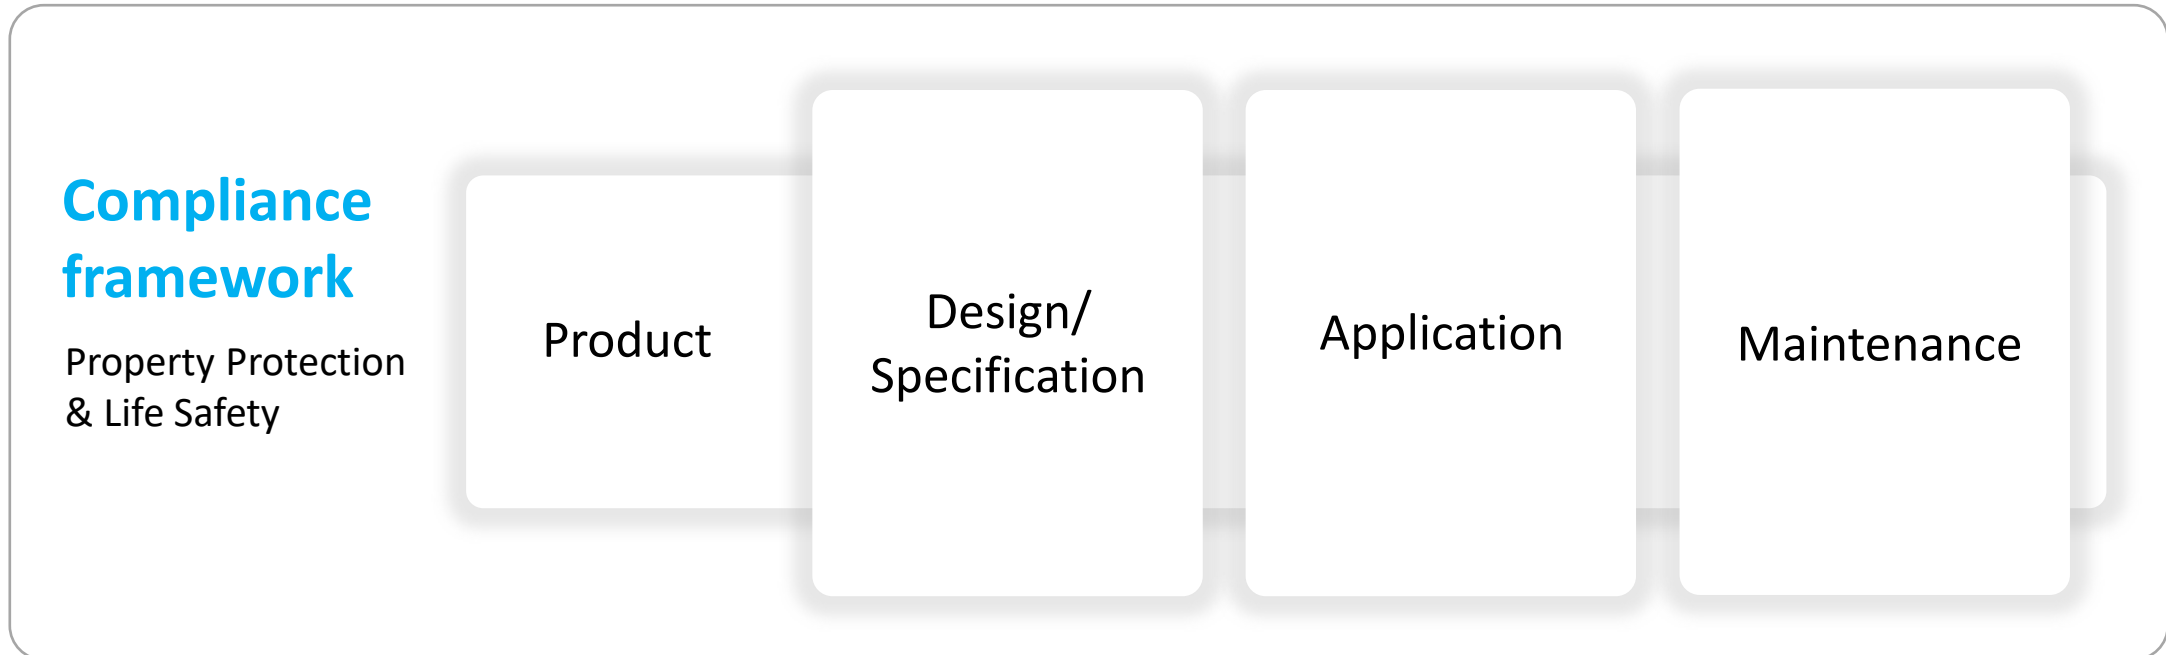 Compliance
framework
Property Protection
& Life Safety
Product
Design/
Specification
Application
Maintenance